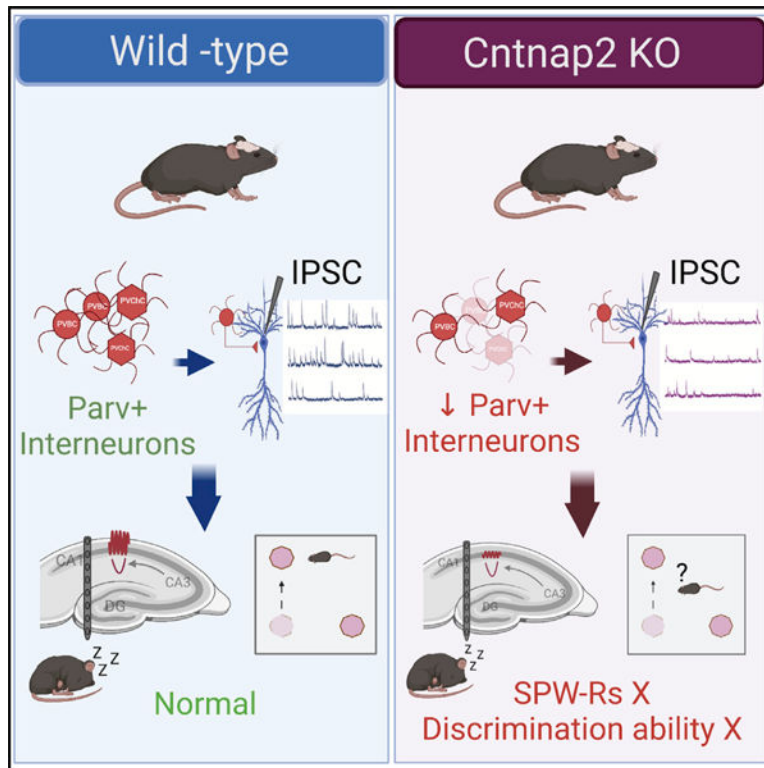 Wild -type
IPSC
PVBC
PVBC
PVChC
PVChC
Parv+
Interneurons
CA1
CA3
DG
z
z
z
Normal
Cntnap2 KO
IPSC
PVBC
PVChC
PVChC
↓ Parv+
Interneurons
CA1
CA3
DG
?
z
z
z
SPW-Rs X
Discrimination ability X